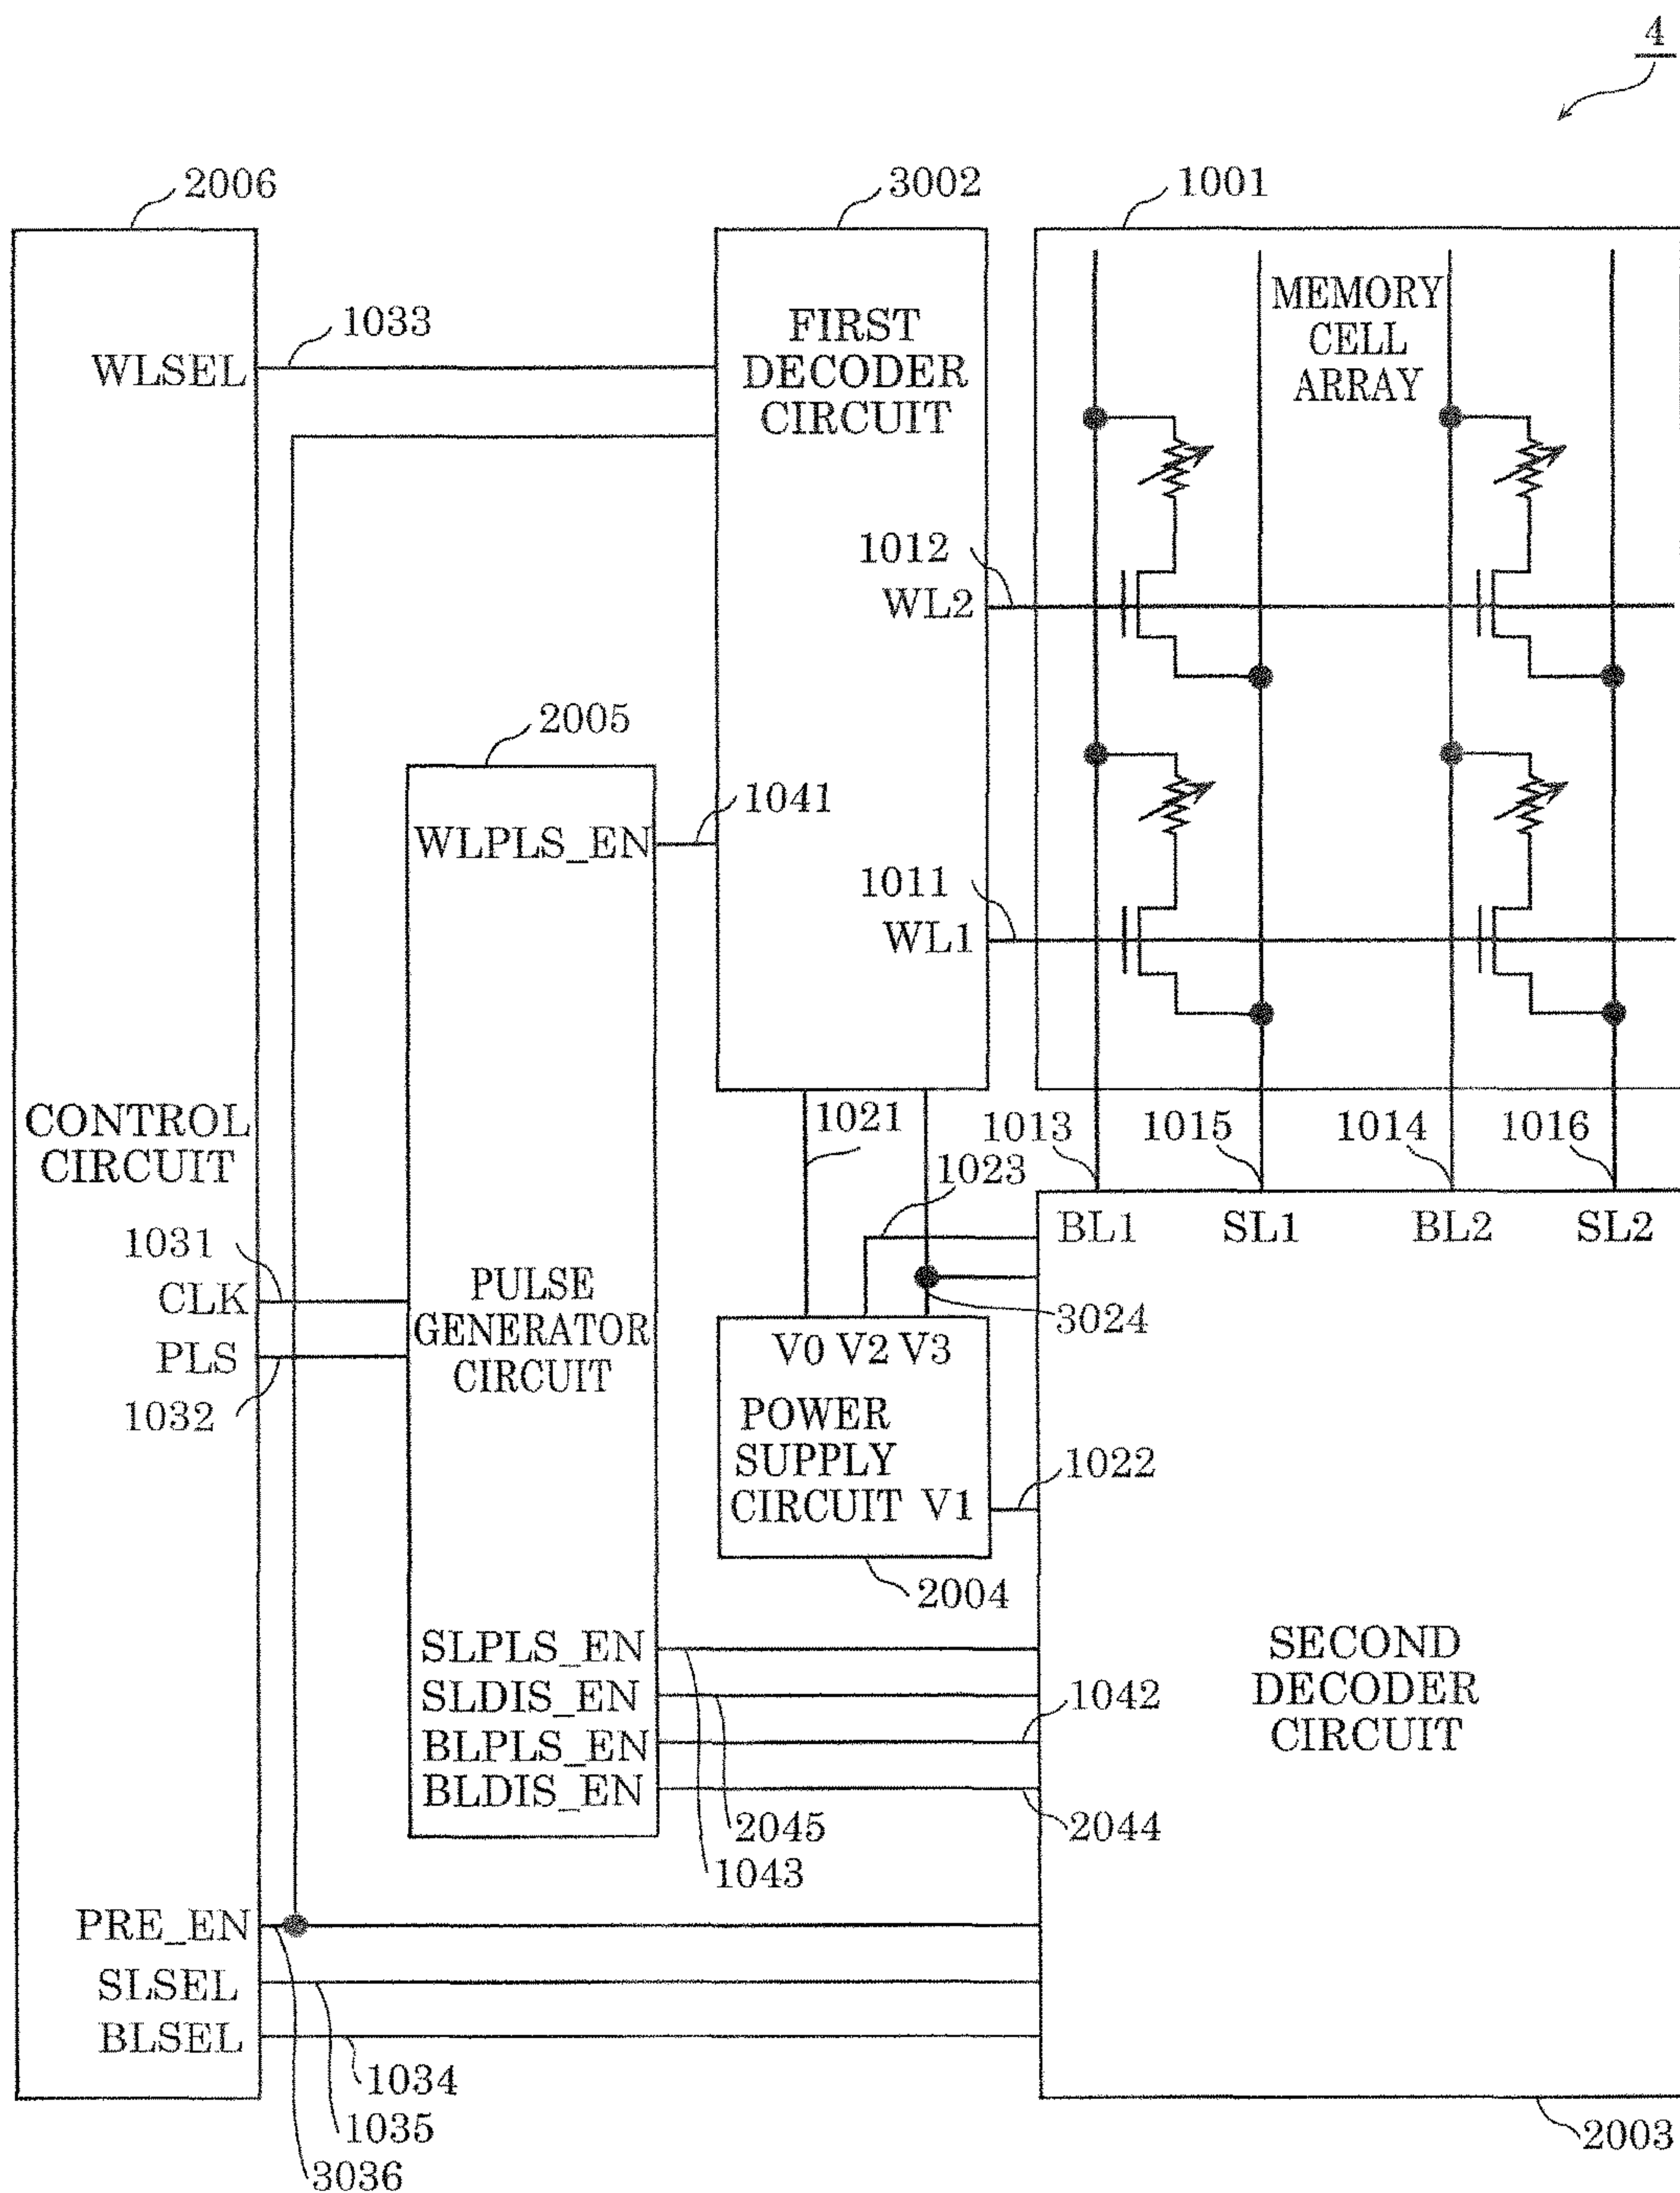 4
2006
3002
1001
WLSEL
1033
FIRST
DECODER
CIRCUIT
MEMORY
CELL
ARRAY
1012
WL2
2005
WLPLS_EN
1041
1011
WL1
CONTROL
CIRCUIT
1021
1013
1015
1014
1016
1023
BL1
SL1
BL2
SL2
1031
CLK
PLS
1032
PULSE
GENERATOR
CIRCUIT
3024
V0 V2 V3
POWER
SUPPLY
CIRCUIT V1
1022
2004
SLPLS_EN
SLDIS_EN
BLPLS_EN
BLDIS_EN
1042
2045
2044
1043
SECOND
DECODER
CIRCUIT
PRE_EN
SLSEL
BLSEL
1034
1035
3036
2003